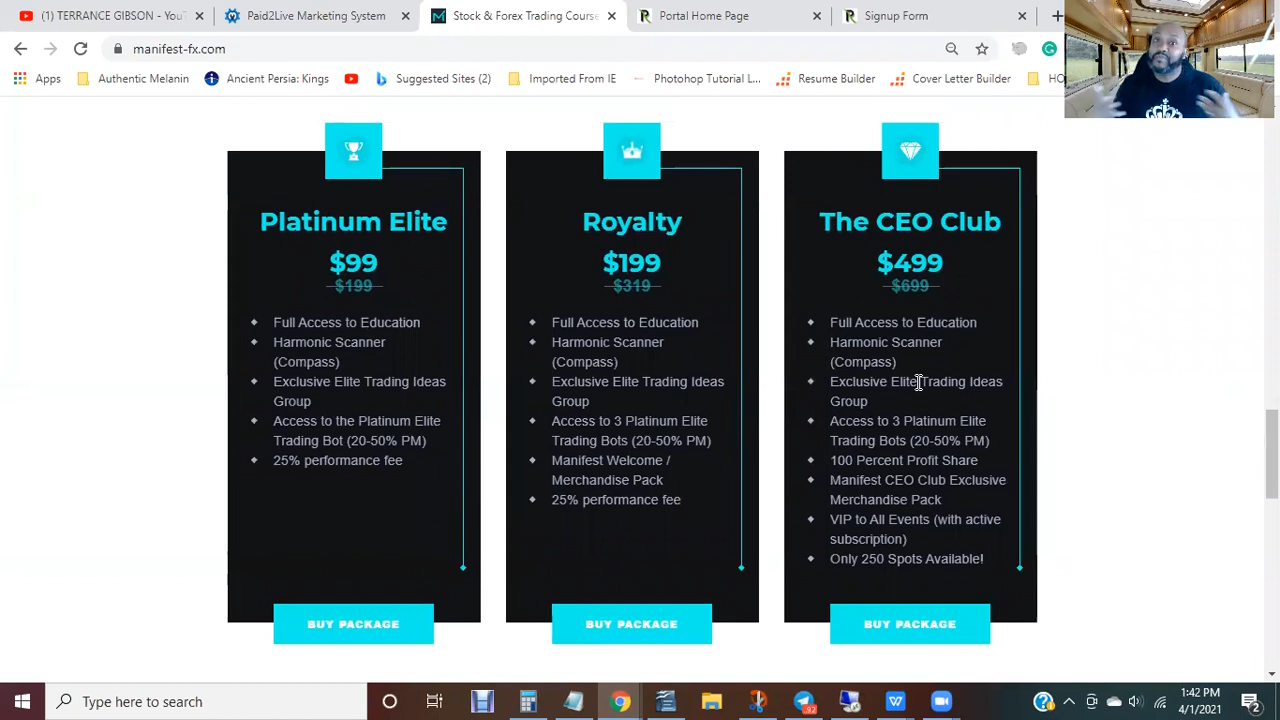 (1) TERRANCE GIBSON
Paid2Live Marketing System
Stock & Forex Trading Course
Portal Home Page
Signup Form
manifest-fx.com
Apps
Authentic Melanin
Ancient Persia: Kings
Suggested Sites (2)
Imported From IE
Photohop Tutorial L...
Resume Builder
Cover Letter Builder
HO
Platinum Elite
$99
$199
Full Access to Education
Harmonic Scanner
(Compass)
Exclusive Elite Trading Ideas
Group
Access to the Platinum Elite
Trading Bot (20-50% PM)
25% performance fee
BUY PACKAGE
Royalty
$199
$319
Full Access to Education
Harmonic Scanner
(Compass)
Exclusive Elite Trading Ideas
Group
Access to 3 Platinum Elite
Trading Bots (20-50% PM)
Manifest Welcome /
Merchandise Pack
25% performance fee
BUY PACKAGE
The CEO Club
$499
$699
Full Access to Education
Harmonic Scanner
(Compass)
Exclusive Elite Trading Ideas
Group
Access to 3 Platinum Elite
Trading Bots (20-50% PM)
100 Percent Profit Share
Manifest CEO Club Exclusive
Merchandise Pack
VIP to All Events (with active
subscription)
Only 250 Spots Available!
BUY PACKAGE
Type here to search
92
1:42 PM
4/1/2021
2